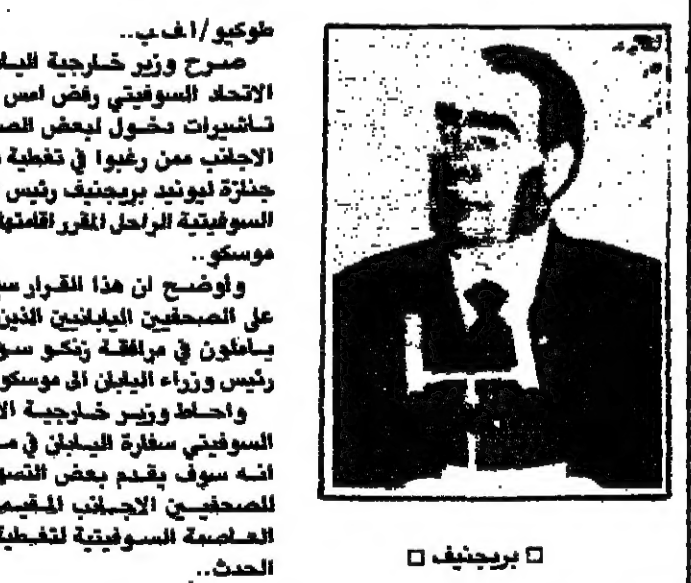 طوكيو/ا.ف.ب..
صرح وزير خارجية اليا
الاتحاد السوفيتي رفض امس
تاشيرات دخول لبعض الص
الاجانب ممن رغبوا في تغطية
جنازة ليونيد بريجنيف رئيس
السوفيتية الراحل المقرر اقامتها
موسكو..
واوضح ان هذا القرار س
على الصحفيين اليابانيين الذين
ياملون في مرافقة زنكو سو
رئيس وزراء اليابان الى موسكو
واحاط وزير خارجية الا
السوفيتي سفارة اليابان في مـ
انه سوف يقدم بعض التسه
للصحفيين الاجانب المقيم
العاصمة السوفيتية لتغطية
الحدث..
□ بريجنيف □